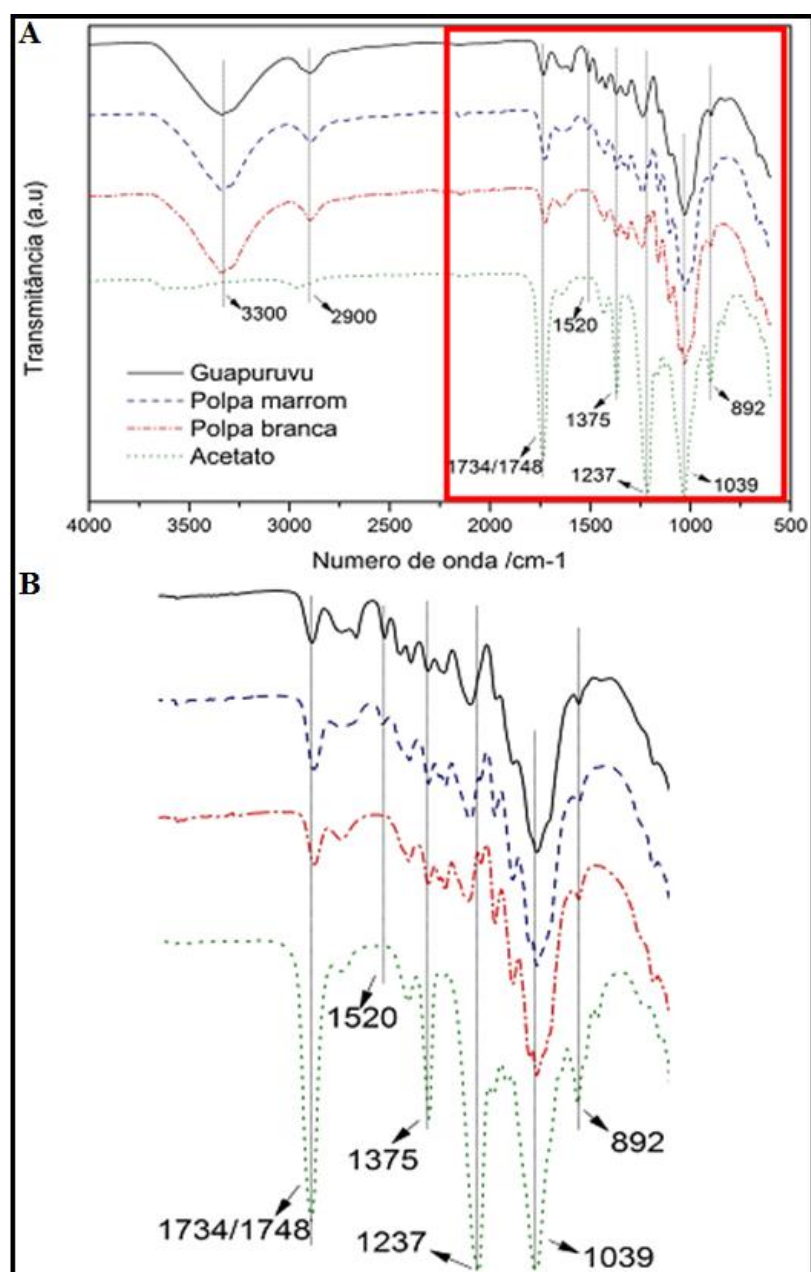 A
Transmitância (a.u)
3300
2900
1520
Guapuruvu
Polpa marrom
Polpa branca
Acetato
1375
892
1734/1748
1237
1039
4000 3500 3000 2500 2000 1500 1000 500
Numero de onda /cm-1
B
1520
1375
892
1734/1748
1237
1039